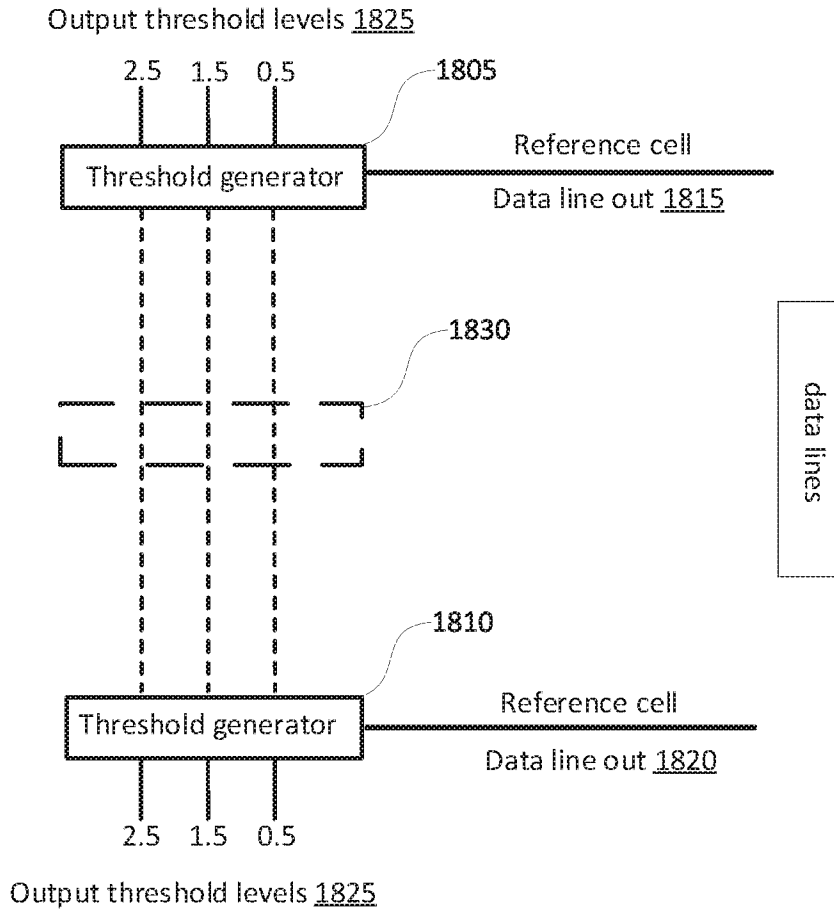 Output threshold levels 1825
2.5 1.5 0.5
1805
Threshold generator
Reference cell
Data line out 1815
1830
data lines
1810
Threshold generator
Reference cell
Data line out 1820
2.5 1.5 0.5
Output threshold levels 1825